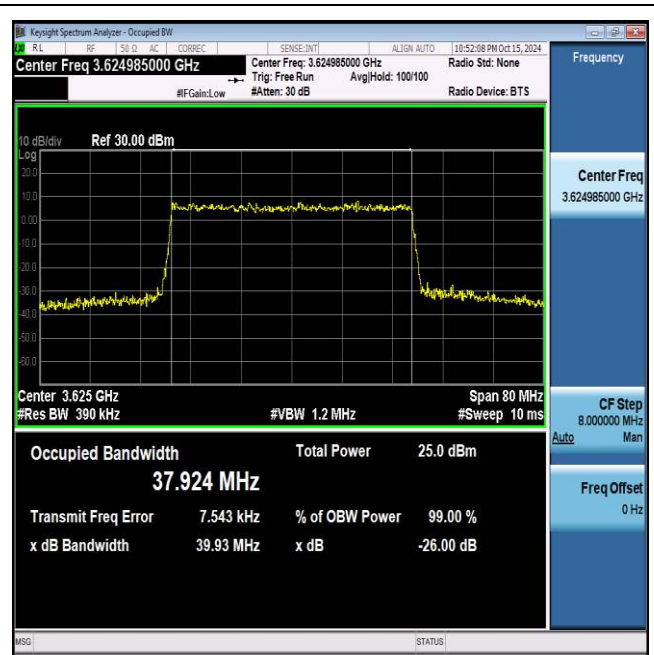 Keysight Spectrum Analyzer - Occupied BW
RL RF 50 Ω AC CORREC SENSE:INT ALIGN AUTO 10:52:08 PM Oct 15, 2024
Center Freq 3.624985000 GHz
Center Freq: 3.624985000 GHz Radio Std: None
Trig: Free Run Avg|Hold: 100/100
#IFGain:Low #Atten: 30 dB Radio Device: BTS
10 dB/div Ref 30.00 dBm
Log
20.0
10.0
0.00
-10.0
-20.0
-30.0
-40.0
-50.0
-60.0
Center 3.625 GHz Span 80 MHz
#Res BW 390 kHz #VBW 1.2 MHz #Sweep 10 ms
Occupied Bandwidth Total Power 25.0 dBm
37.924 MHz
Transmit Freq Error 7.543 kHz % of OBW Power 99.00 %
x dB Bandwidth 39.93 MHz x dB -26.00 dB
Frequency
Center Freq
3.624985000 GHz
CF Step
8.000000 MHz
Auto Man
Freq Offset
0 Hz
MSG STATUS